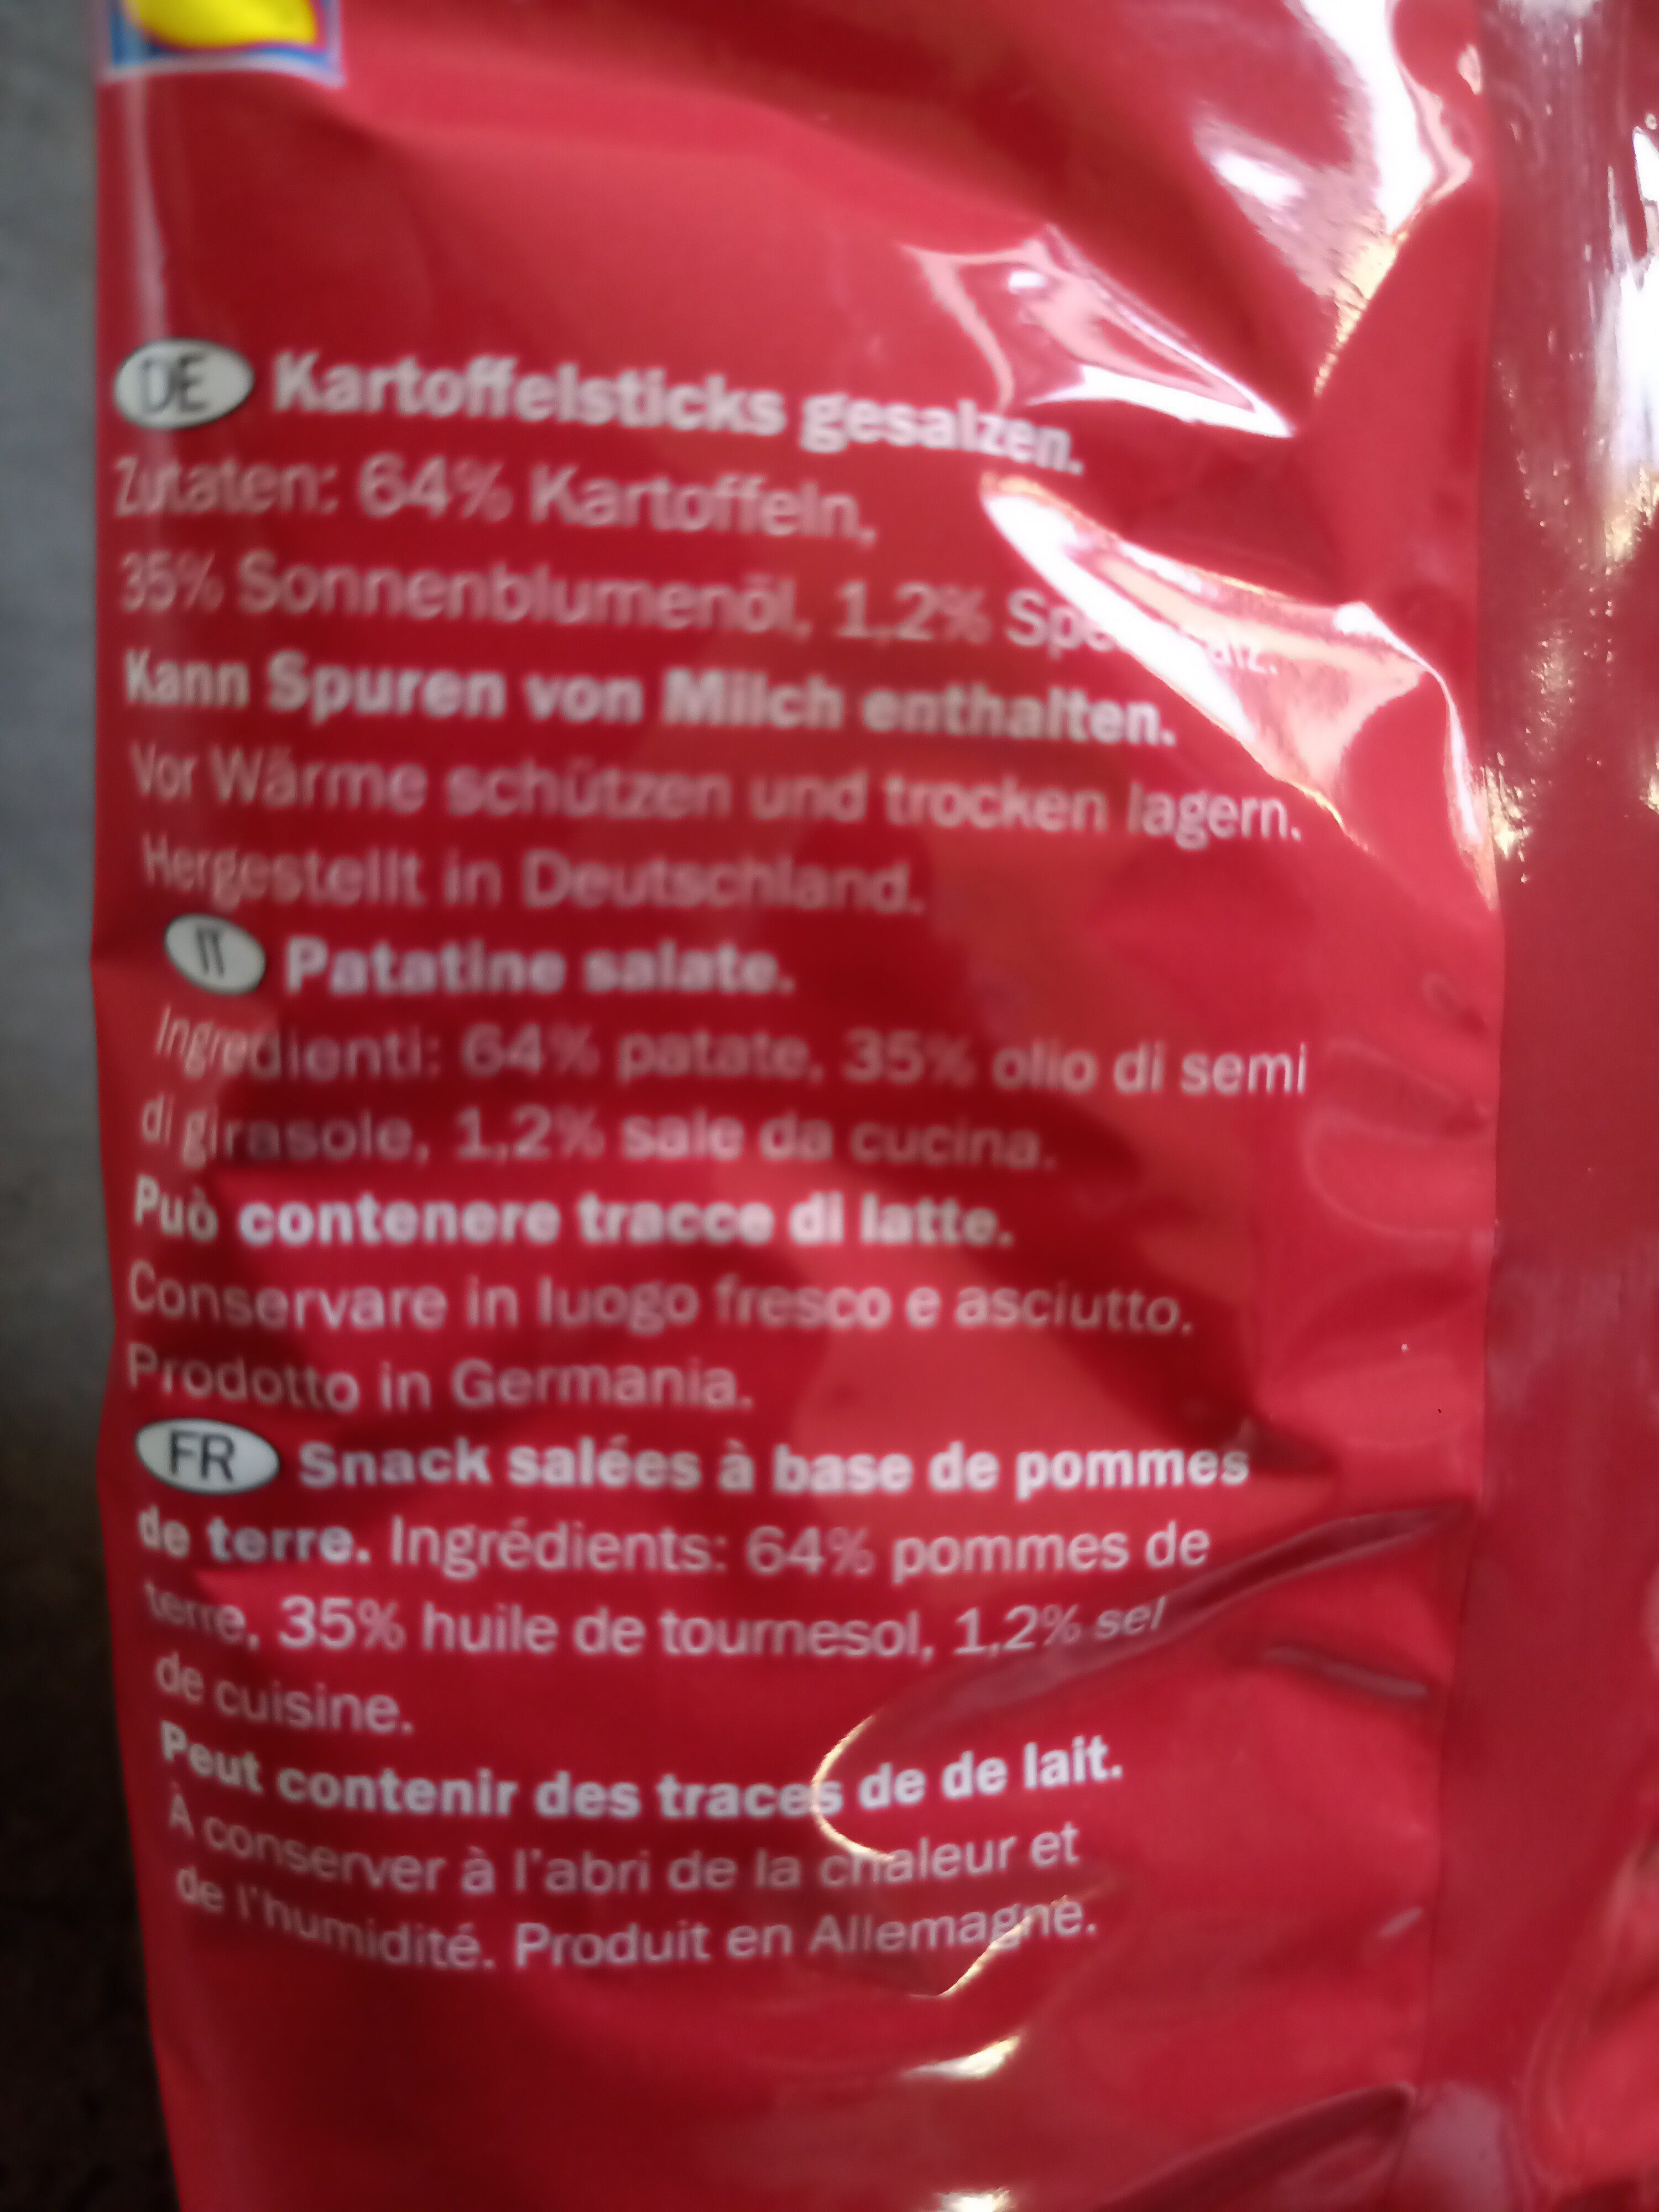 DE Kartoffelsticks gesalzen.
Zutaten: 64% Kartoffeln,
35% Sonnenblumenöl, 1,2%
Kann Spuren von Milch enthalten.
Vor Wärme schützen und trocken lagern.
Hergestellt in Deutschland.
IT Patatine salate.
Ingredienti: 64% patate, 35% olio di semi
di girasole, 1,2% sale da cucina.
Può contenere tracce di latte.
Conservare in luogo fresco e asciutto.
Prodotto in Germania.
FR Snack salées à base de pommes
de terre. Ingrédients: 64% pommes de
terre, 35% huile de tournesol, 1,2% sel
de cuisine.
Peut contenir des traces de de lait.
À conserver à l'abri de la chaleur et
de l'humidité. Produit en Allemagne.